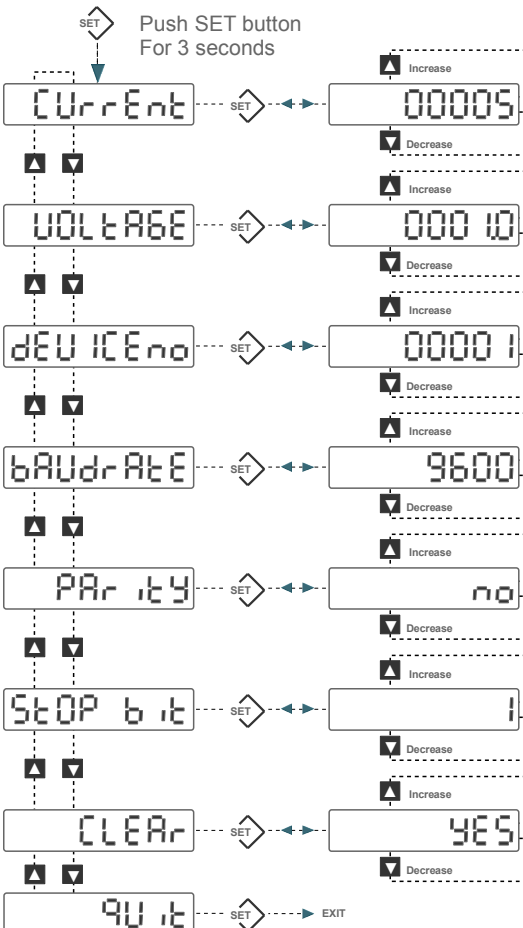 SET Push SET button
For 3 seconds
Increase
CUrrEnt SET 00005
Decrease
Increase
VOLtAGE SET 0001.0
Decrease
Increase
dEVICEno SET 00001
Decrease
Increase
bAUdrAtE SET 9600
Decrease
Increase
PAritY SET no
Decrease
Increase
StOP bit SET 1
Decrease
Increase
CLEAr SET YES
Decrease
qUit SET EXIT